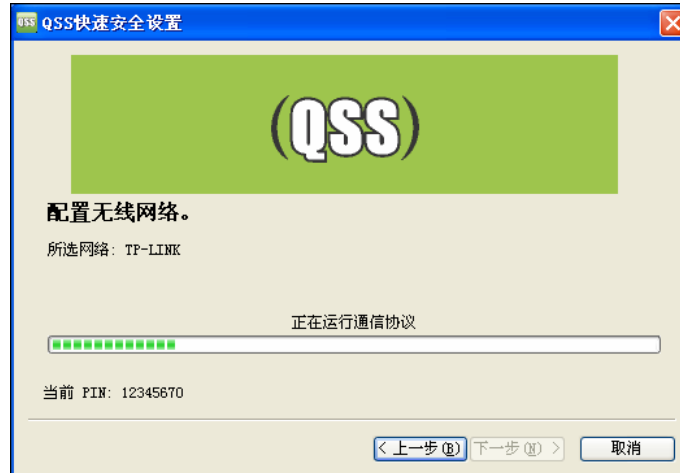 QSS快速安全设置
(QSS)
配置无线网络。
所选网络: TP-LINK
正在运行通信协议
当前 PIN: 12345670
< 上一步(B) 下一步(N) > 取消